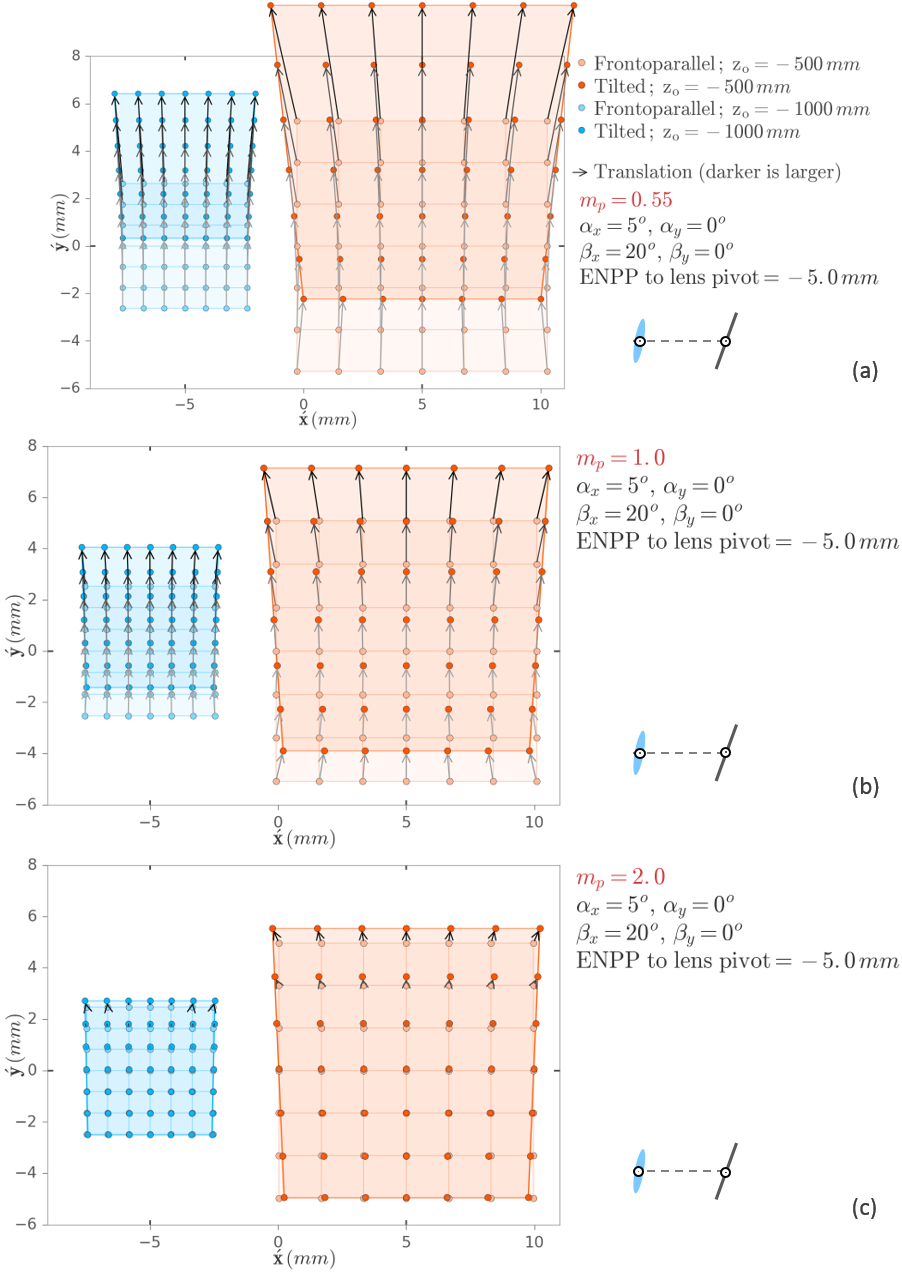 8
6
4
2
0
−2
−4
−6
ý (mm)
−5
0
5
10
x́ (mm)
Frontoparallel; zₒ = −500 mm
Tilted; zₒ = −500 mm
Frontoparallel; zₒ = −1000 mm
Tilted; zₒ = −1000 mm
Translation (darker is larger)
mₚ = 0.55
αₓ = 5°, αᵧ = 0°
βₓ = 20°, βᵧ = 0°
ENPP to lens pivot = −5.0 mm
(a)
8
6
4
2
0
−2
−4
−6
ý (mm)
−5
0
5
10
x́ (mm)
mₚ = 1.0
αₓ = 5°, αᵧ = 0°
βₓ = 20°, βᵧ = 0°
ENPP to lens pivot = −5.0 mm
(b)
8
6
4
2
0
−2
−4
−6
ý (mm)
−5
0
5
10
x́ (mm)
mₚ = 2.0
αₓ = 5°, αᵧ = 0°
βₓ = 20°, βᵧ = 0°
ENPP to lens pivot = −5.0 mm
(c)